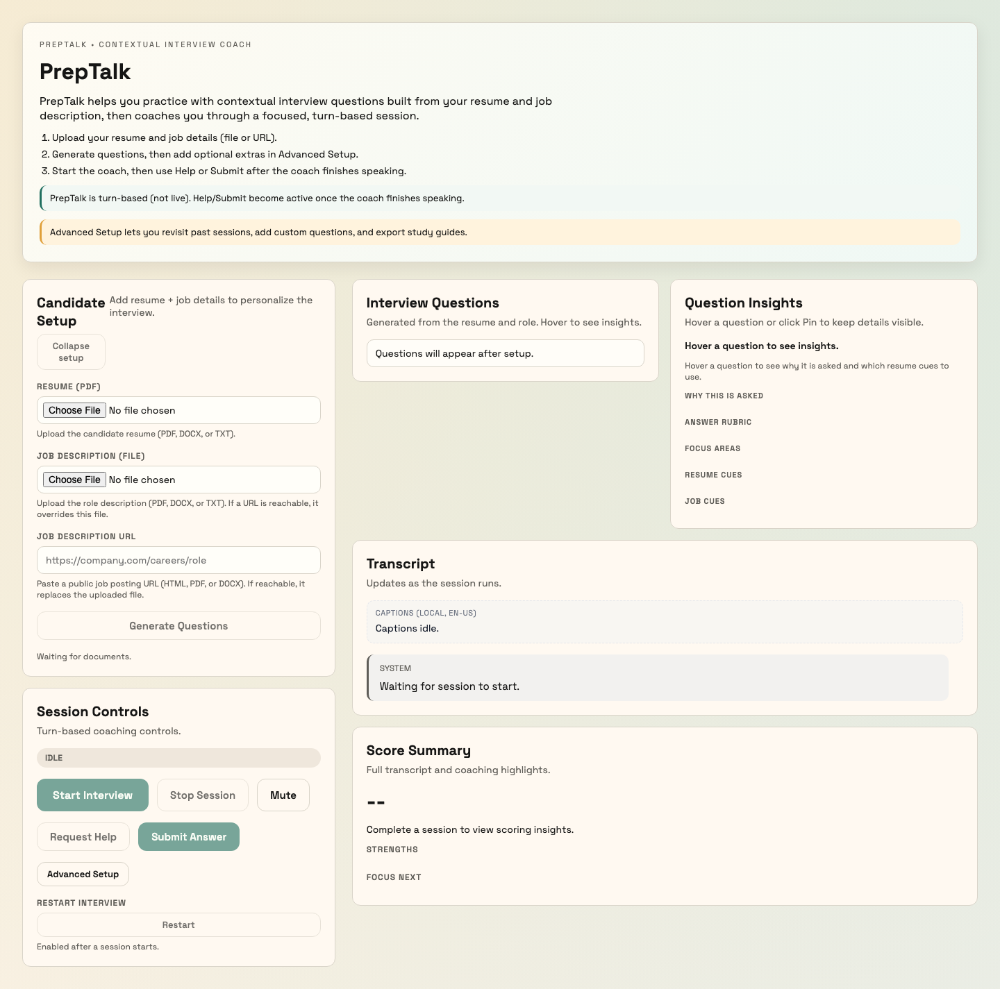 PREPTALK • CONTEXTUAL INTERVIEW COACH
PrepTalk
PrepTalk helps you practice with contextual interview questions built from your resume and job
description, then coaches you through a focused, turn-based session.
1. Upload your resume and job details (file or URL).
2. Generate questions, then add optional extras in Advanced Setup.
3. Start the coach, then use Help or Submit after the coach finishes speaking.
PrepTalk is turn-based (not live). Help/Submit become active once the coach finishes speaking.
Advanced Setup lets you revisit past sessions, add custom questions, and export study guides.
Candidate
Setup
Add resume + job details to personalize the
interview.
Collapse
setup
RESUME (PDF)
Choose File No file chosen
Upload the candidate resume (PDF, DOCX, or TXT).
JOB DESCRIPTION (FILE)
Choose File No file chosen
Upload the role description (PDF, DOCX, or TXT). If a URL is reachable, it
overrides this file.
JOB DESCRIPTION URL
https://company.com/careers/role
Paste a public job posting URL (HTML, PDF, or DOCX). If reachable, it
replaces the uploaded file.
Generate Questions
Waiting for documents.
Session Controls
Turn-based coaching controls.
IDLE
Start Interview Stop Session Mute
Request Help Submit Answer
Advanced Setup
RESTART INTERVIEW
Restart
Enabled after a session starts.
Interview Questions
Generated from the resume and role. Hover to see insights.
Questions will appear after setup.
Question Insights
Hover a question or click Pin to keep details visible.
Hover a question to see insights.
Hover a question to see why it is asked and which resume cues to
use.
WHY THIS IS ASKED
ANSWER RUBRIC
FOCUS AREAS
RESUME CUES
JOB CUES
Transcript
Updates as the session runs.
CAPTIONS (LOCAL, EN-US)
Captions idle.
SYSTEM
Waiting for session to start.
Score Summary
Full transcript and coaching highlights.
--
Complete a session to view scoring insights.
STRENGTHS
FOCUS NEXT